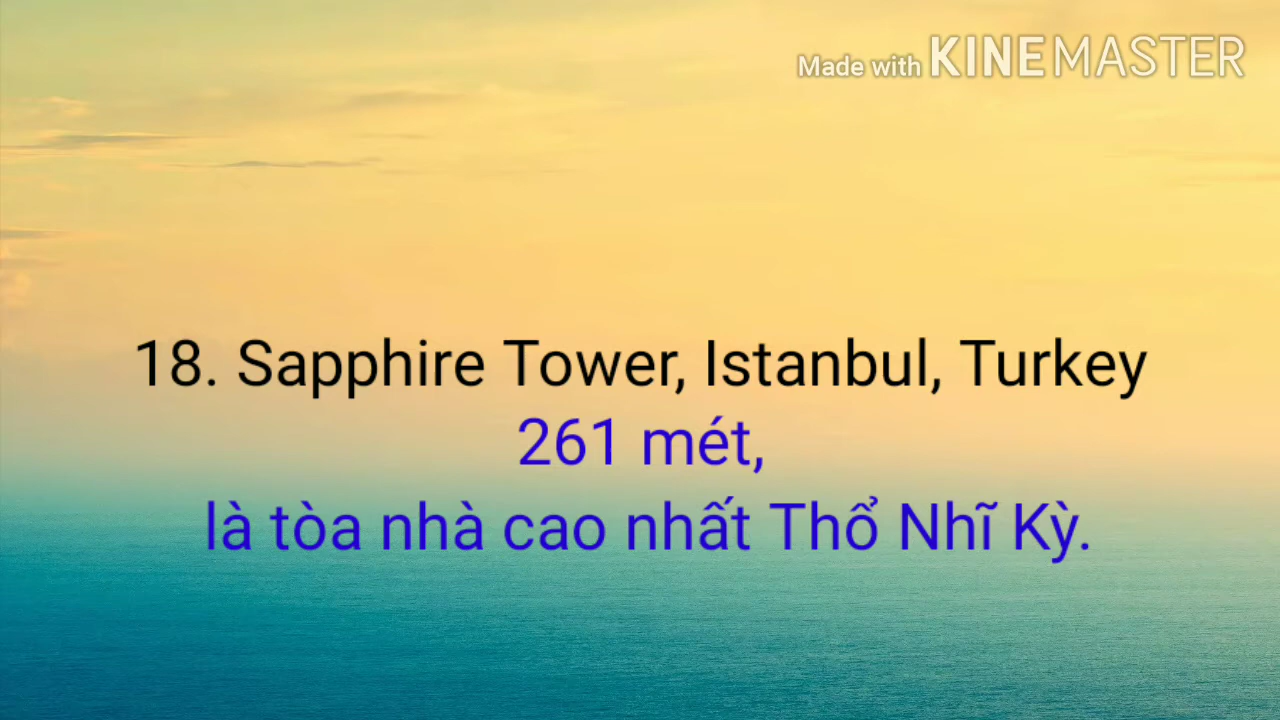 Made with KINEMASTER
18. Sapphire Tower, Istanbul, Turkey
261 mét,
là tòa nhà cao nhất Thổ Nhĩ Kỳ.